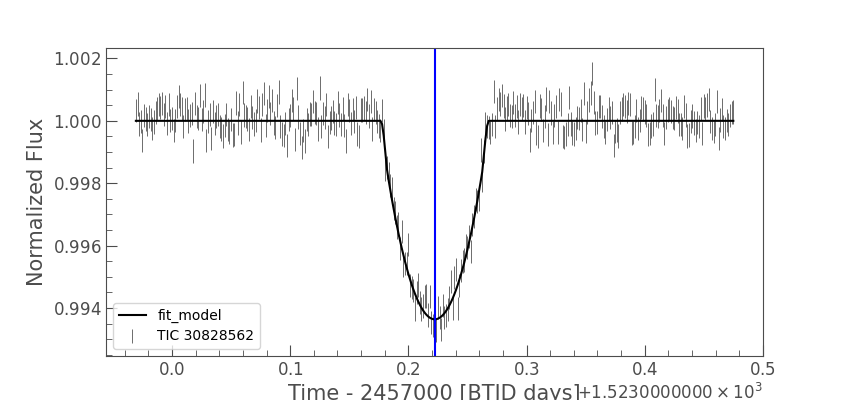 1.002
1.000
0.998
0.996
0.994
Normalized Flux
fit_model
TIC 30828562
0.0 0.1 0.2 0.3 0.4 0.5
Time - 2457000 [BTJD days]
+1.5230000000 × 10³